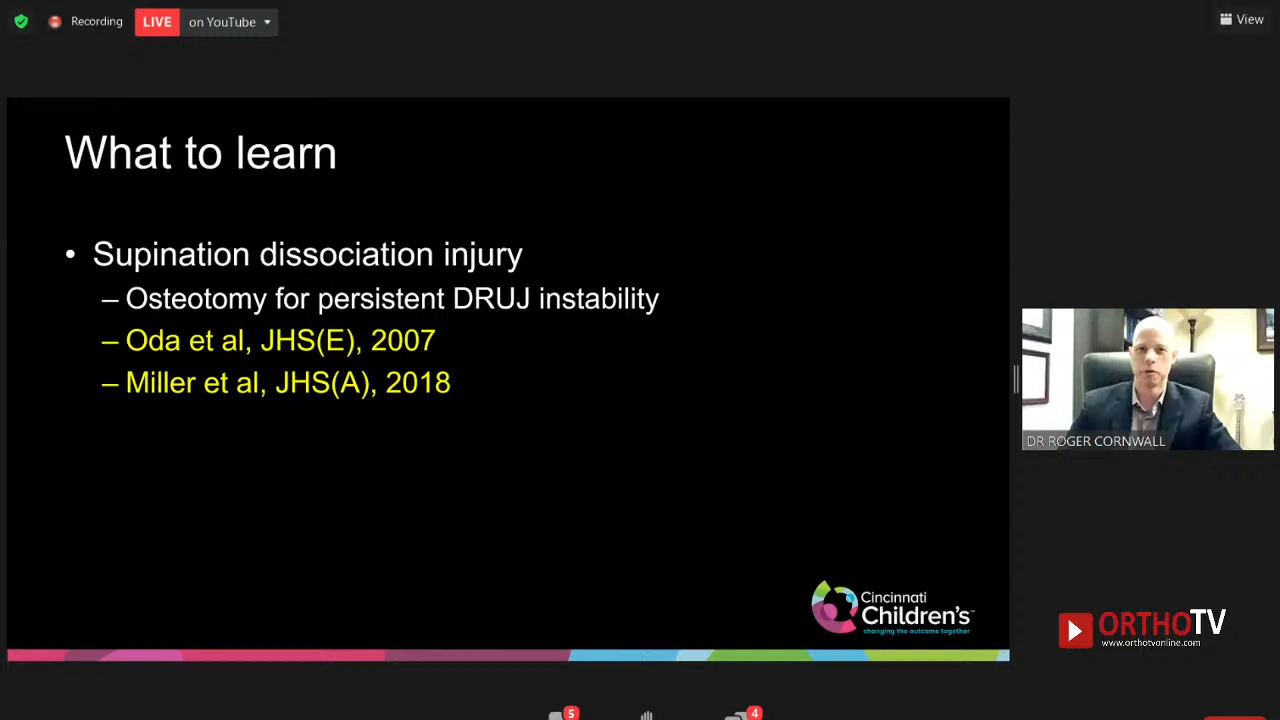 Recording
LIVE on YouTube
View
What to learn
• Supination dissociation injury
– Osteotomy for persistent DRUJ instability
– Oda et al, JHS(E), 2007
– Miller et al, JHS(A), 2018
DR ROGER CORNWALL
Cincinnati
Children's™
changing the outcome together
ORTHOTV
www.orthotvonline.com
5
4